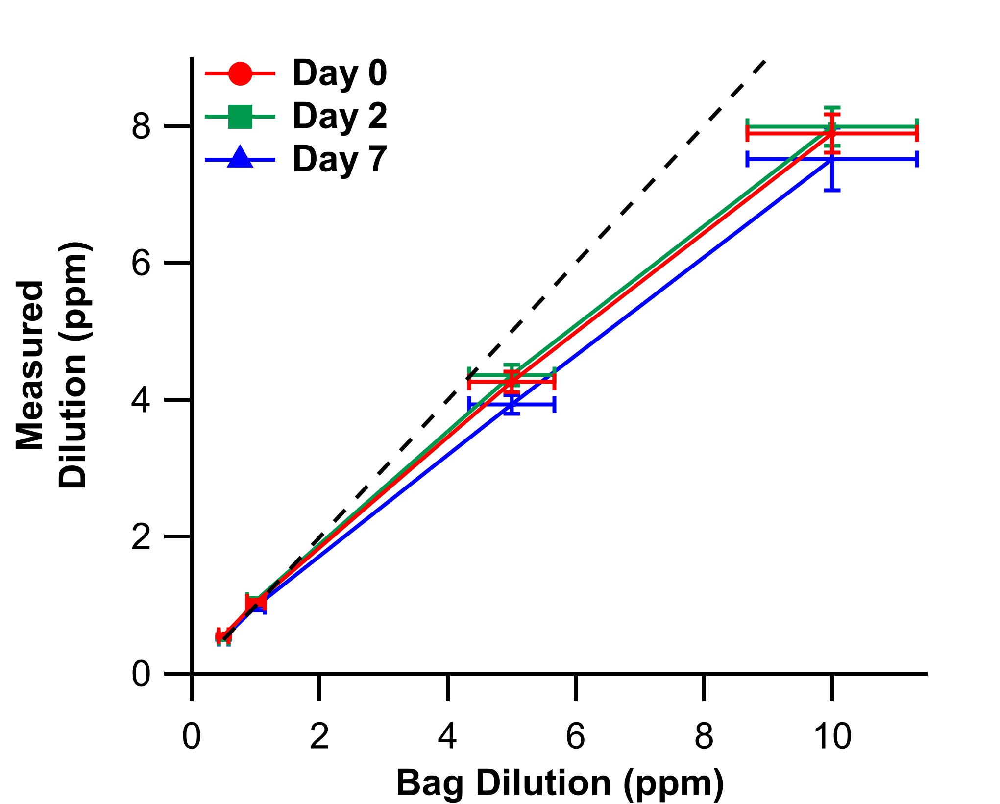 Day 0
Day 2
Day 7
8
6
4
2
0
Measured
Dilution (ppm)
0 2 4 6 8 10
Bag Dilution (ppm)